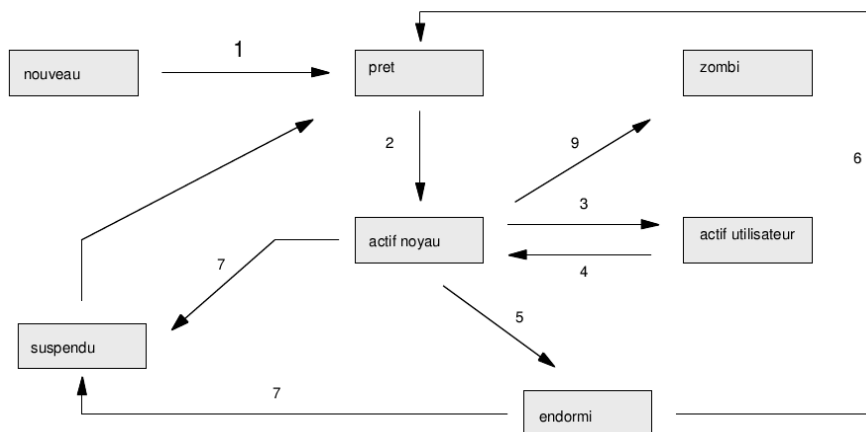 1
nouveau
pret
zombi
2
9
6
3
actif noyau
actif utilisateur
7
4
5
suspendu
7
endormi